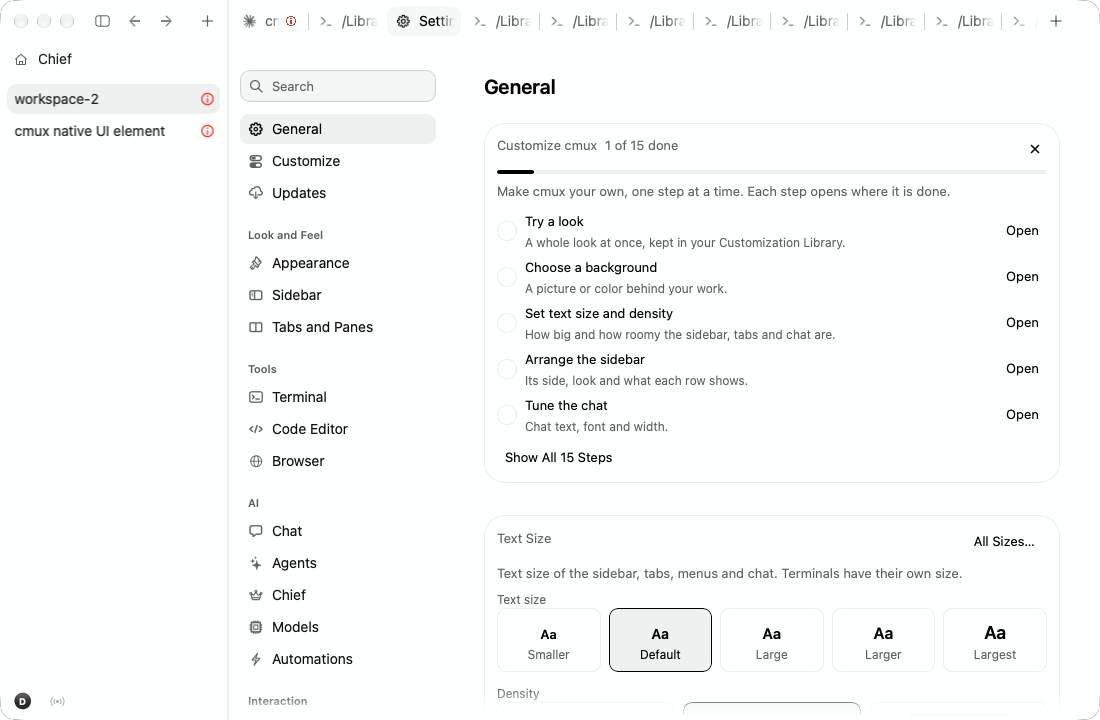 Chief
workspace-2
cmux native UI element
D
Settin
/Libra
/Libra
/Libra
/Libra
/Libra
/Libra
/Libra
/Libra
Search
General
Customize
Updates
Look and Feel
Appearance
Sidebar
Tabs and Panes
Tools
Terminal
Code Editor
Browser
AI
Chat
Agents
Chief
Models
Automations
Interaction
General
Customize cmux 1 of 15 done
Make cmux your own, one step at a time. Each step opens where it is done.
Try a look
A whole look at once, kept in your Customization Library.
Open
Choose a background
A picture or color behind your work.
Open
Set text size and density
How big and how roomy the sidebar, tabs and chat are.
Open
Arrange the sidebar
Its side, look and what each row shows.
Open
Tune the chat
Chat text, font and width.
Open
Show All 15 Steps
Text Size
All Sizes...
Text size of the sidebar, tabs, menus and chat. Terminals have their own size.
Text size
Aa
Smaller
Aa
Default
Aa
Large
Aa
Larger
Aa
Largest
Density